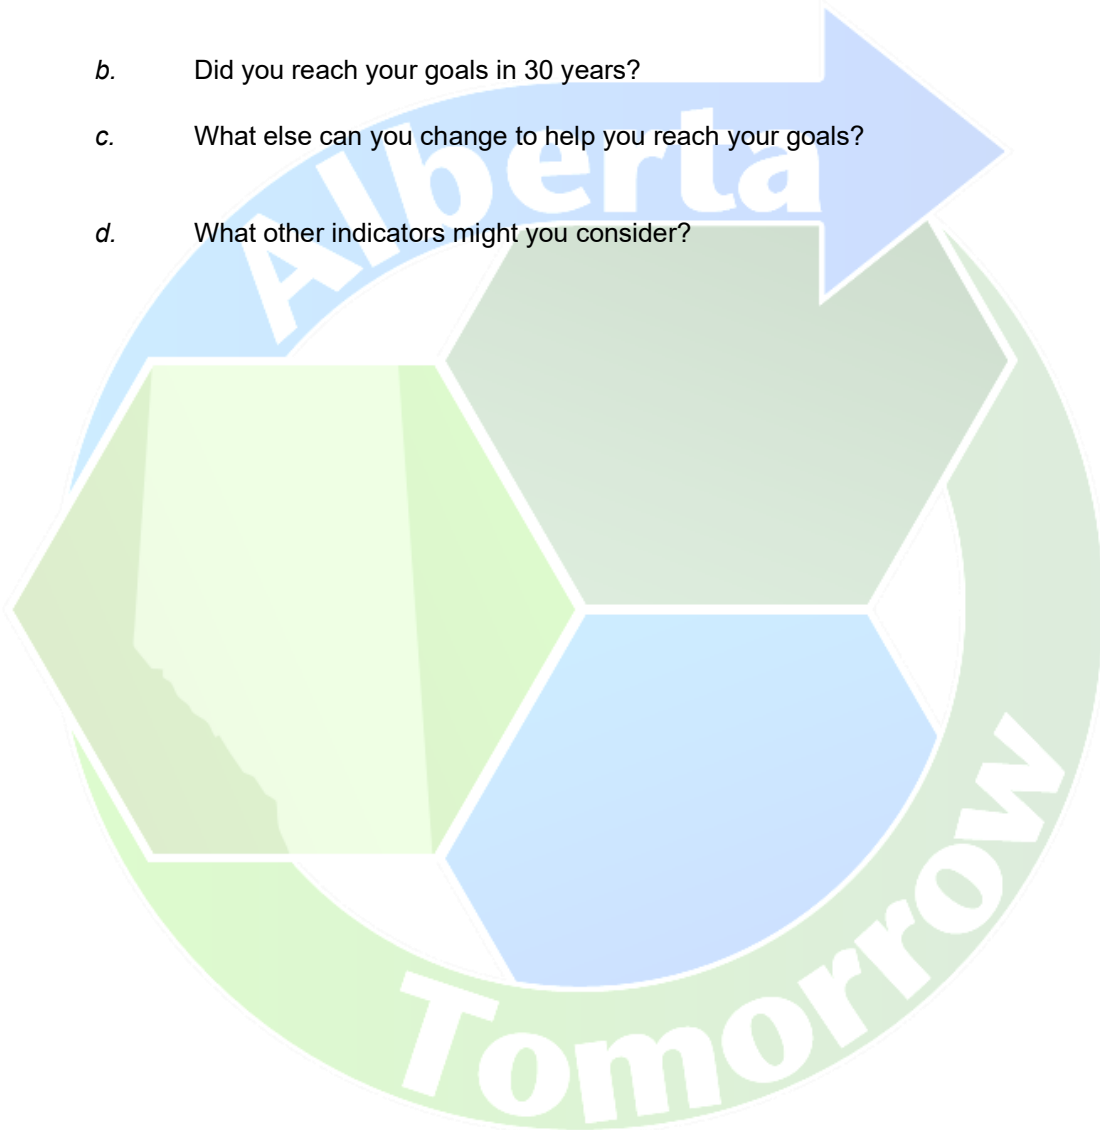 b. Did you reach your goals in 30 years?
c. What else can you change to help you reach your goals?
d. What other indicators might you consider?
Alberta
Tomorrow